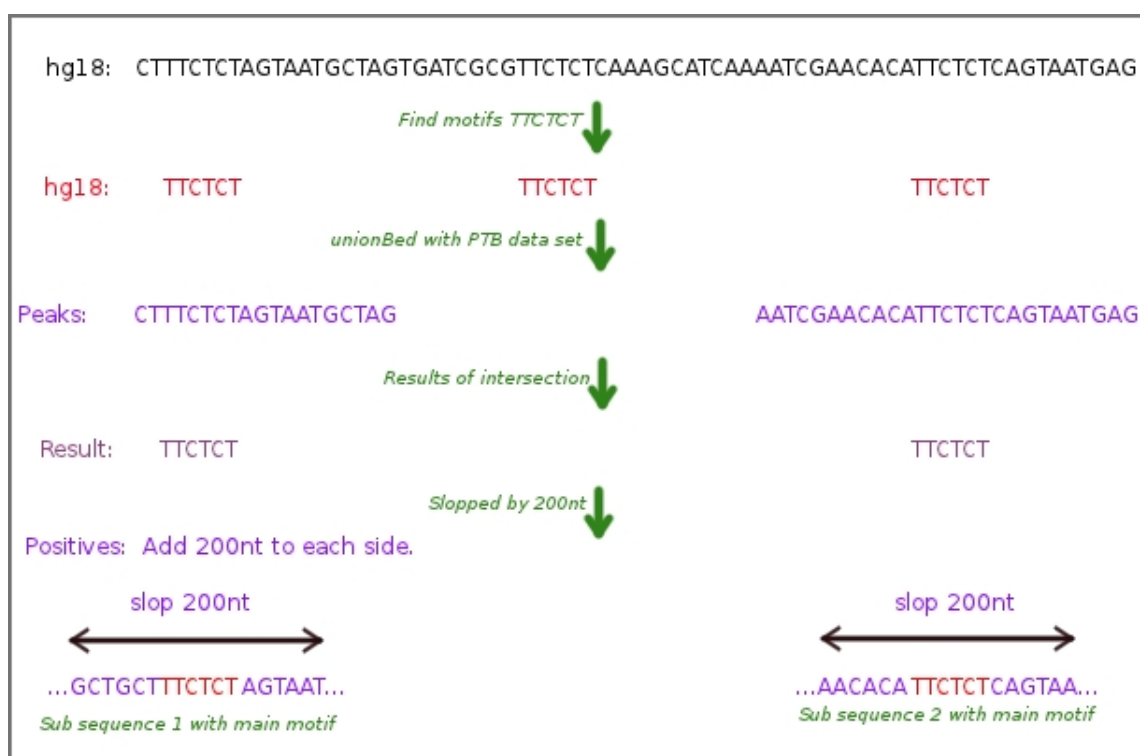 hg18: CTTTCTCTAGTAATGCTAGTGATCGCGTTCTCTCAAAGCATCAAAATCGAACACATTCTCTCAGTAATGAG
Find motifs TTCTCT
hg18: TTCTCT TTCTCT TTCTCT
unionBed with PTB data set
Peaks: CTTTCTCTAGTAATGCTAG AATCGAACACATTCTCTCAGTAATGAG
Results of intersection
Result: TTCTCT TTCTCT
Slopped by 200nt
Positives: Add 200nt to each side.
slop 200nt slop 200nt
...GCTGCTTTCTCTAGTAAT... ...AACACATTCTCTCAGTAA...
Sub sequence 1 with main motif Sub sequence 2 with main motif